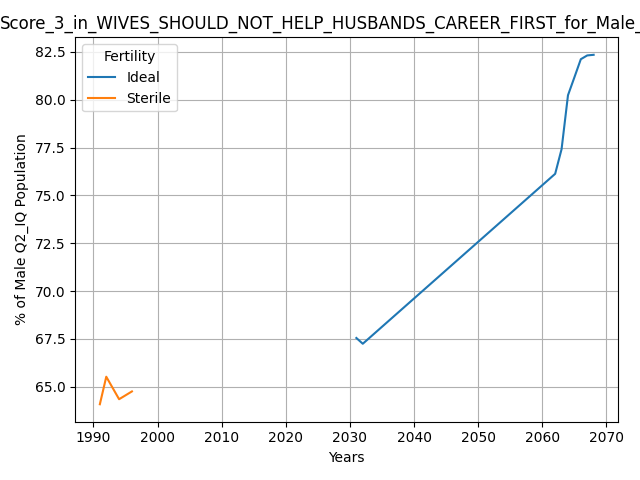 Score_3_in_WIVES_SHOULD_NOT_HELP_HUSBANDS_CAREER_FIRST_for_Male_
Fertility
Ideal
Sterile
82.5
80.0
77.5
75.0
72.5
70.0
67.5
65.0
% of Male Q2_IQ Population
1990 2000 2010 2020 2030 2040 2050 2060 2070
Years